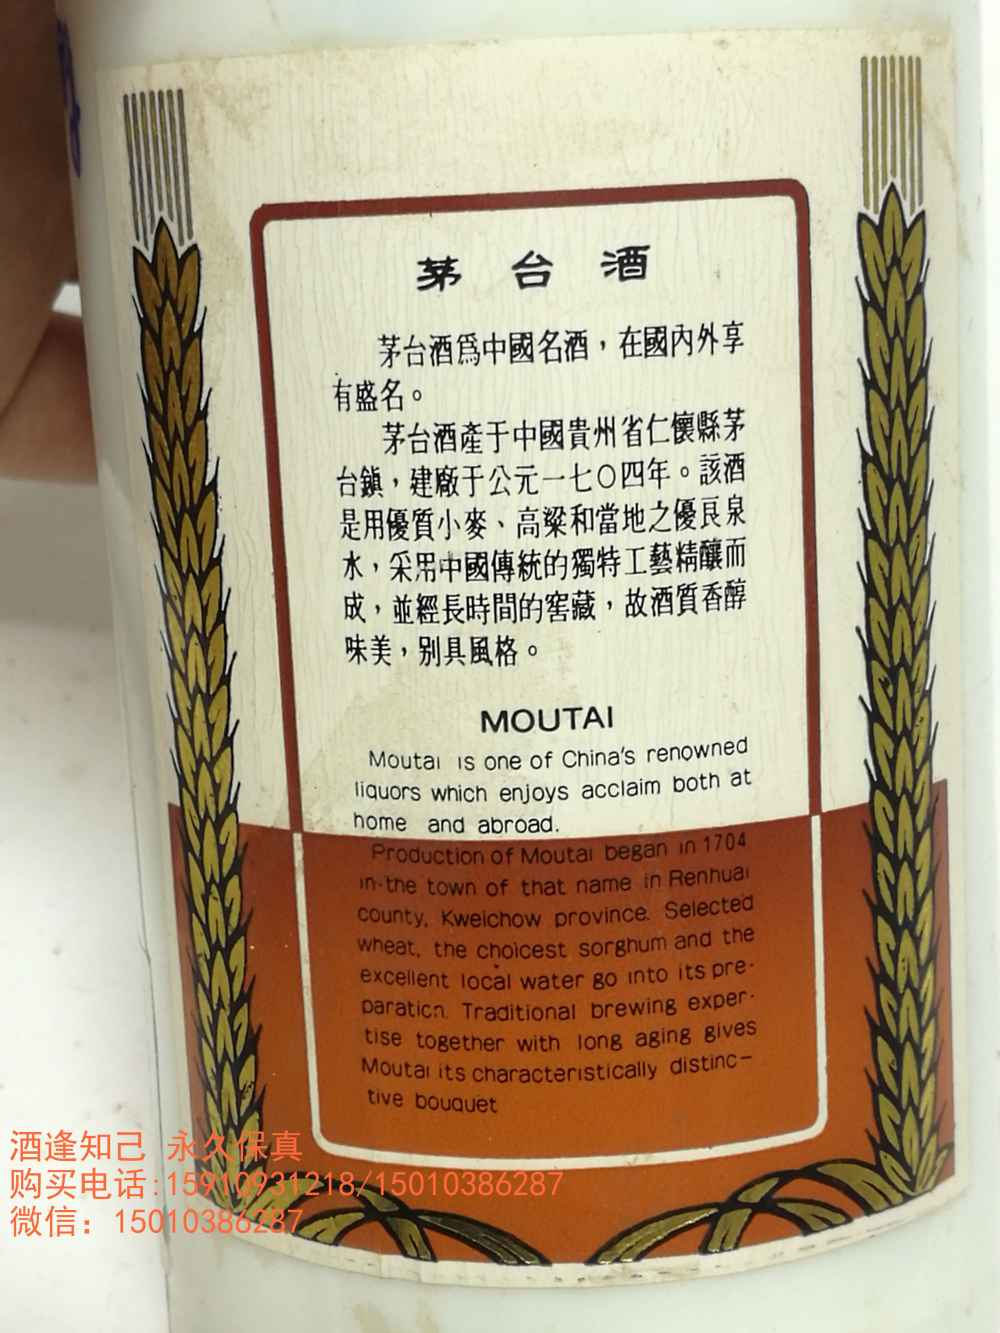 茅台酒
茅台酒爲中國名酒，在國內外享
有盛名。
茅台酒產于中國貴州省仁懷縣茅
台鎮，建廠于公元一七〇四年。該酒
是用優質小麥、高粱和當地之優良泉
水，采用中國傳統的獨特工藝精釀而
成，並經長時間的窖藏，故酒質香醇
味美，別具風格。
MOUTAI
Moutai is one of China's renowned
liquors which enjoys acclaim both at
home and abroad.
Production of Moutai began in 1704
in the town of that name in Renhuai
county, Kweichow province. Selected
wheat, the choicest sorghum and the
excellent local water go into its pre-
paration. Traditional brewing exper-
tise together with long aging gives
Moutai its characteristically distinc-
tive bouquet
酒逢知己 永久保真
购买电话:15910931218/15010386287
微信：15010386287